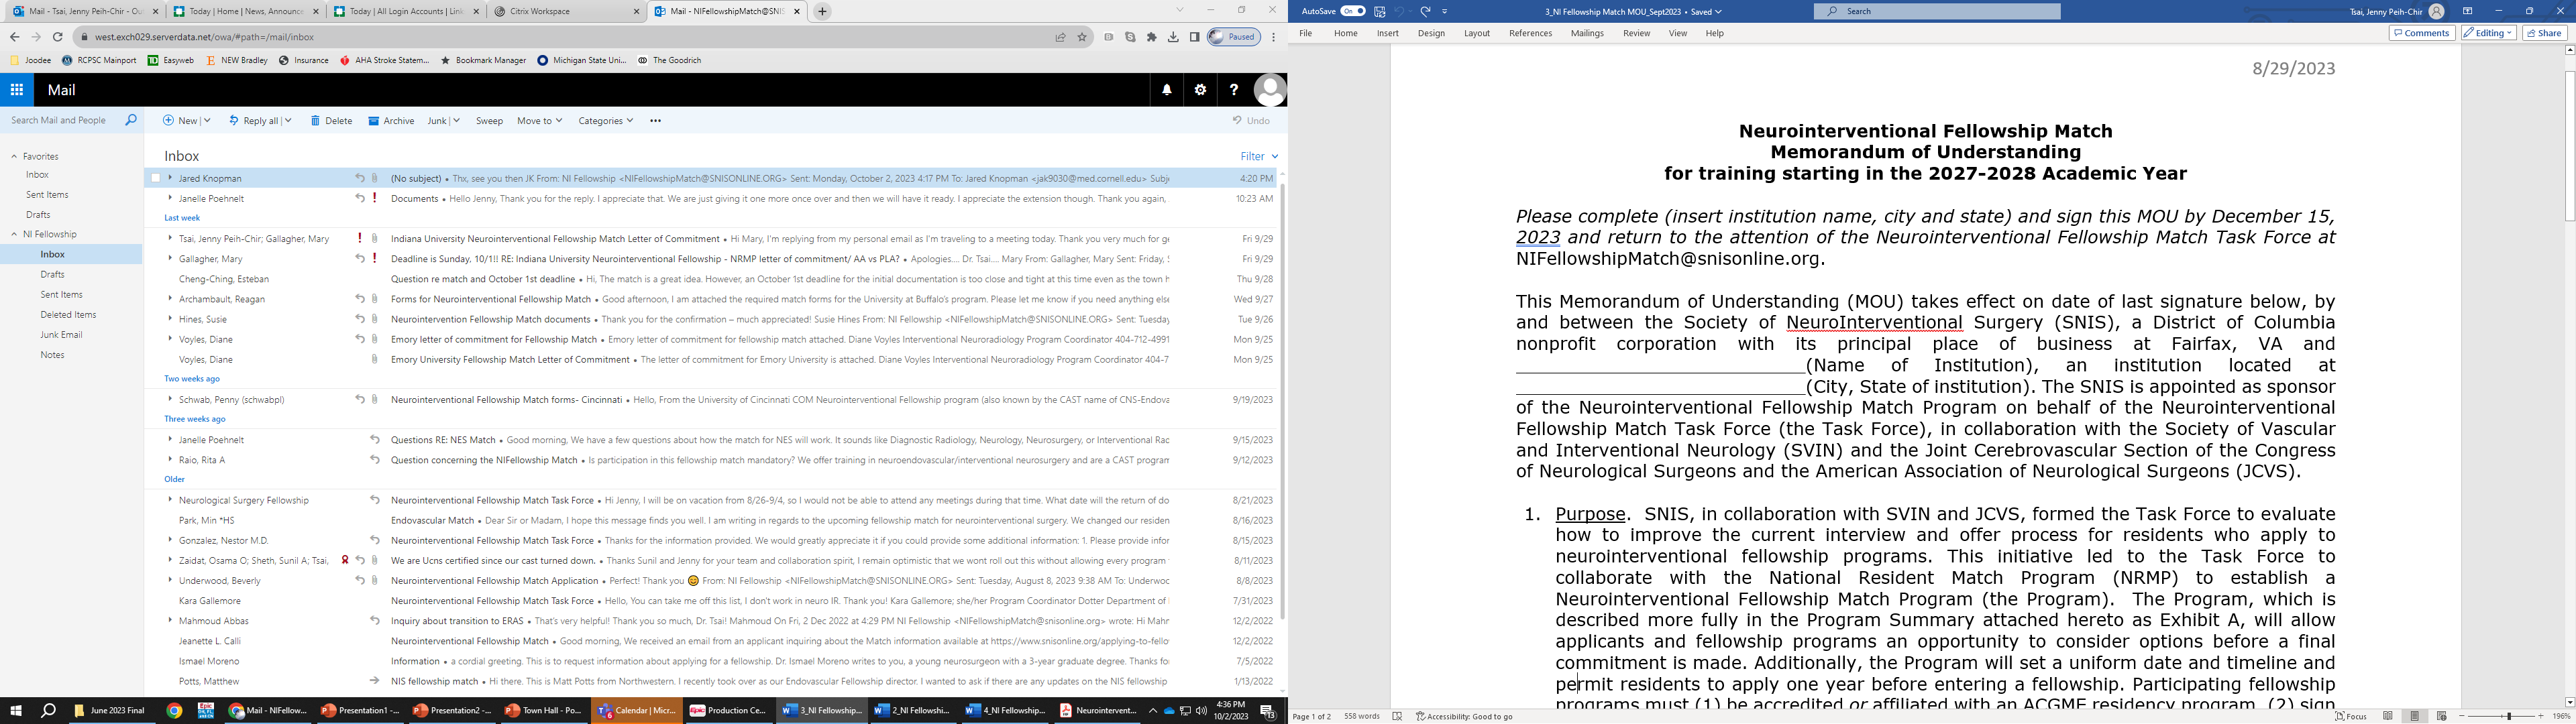 Mail - Tsai, Jenny Peih-Chir - Ou
Today | Home | News, Announce
Today | All Login Accounts | Link
Citrix Workspace
Mail - NIFellowshipMatch@SNIS
west.exch029.serverdata.net/owa/#path=/mail/inbox
Paused
Joodee
RCPSC Mainport
Easyweb
NEW Bradley
Insurance
AHA Stroke Statem...
Bookmark Manager
Michigan State Uni...
The Goodrich
Mail
Search Mail and People
New
Reply all
Delete
Archive
Junk
Sweep
Move to
Categories
Undo
Favorites
Inbox
Sent Items
Drafts
NI Fellowship
Inbox
Drafts
Sent Items
Deleted Items
Junk Email
Notes
Inbox
Filter
Jared Knopman (No subject) • Thx, see you then JK From: NI Fellowship <NIFellowshipMatch@SNISONLINE.ORG> Sent: Monday, October 2, 2023 4:17 PM To: Jared Knopman <jak9030@med.cornell.edu> Subje 4:20 PM
Janelle Poehnelt Documents • Hello Jenny, Thank you for the reply. I appreciate that. We are just giving it one more once over and then we will have it ready. I appreciate the extension though. Thank you again, 10:23 AM
Last week
Tsai, Jenny Peih-Chir; Gallagher, Mary Indiana University Neurointerventional Fellowship Match Letter of Commitment • Hi Mary, I'm replying from my personal email as I'm traveling to a meeting today. Thank you very much for ge Fri 9/29
Gallagher, Mary Deadline is Sunday, 10/1!! RE: Indiana University Neurointerventional Fellowship - NRMP letter of commitment/ AA vs PLA? • Apologies.... Dr. Tsai.... Mary From: Gallagher, Mary Sent: Friday, Fri 9/29
Cheng-Ching, Esteban Question re match and October 1st deadline • Hi, The match is a great idea. However, an October 1st deadline for the initial documentation is too close and tight at this time even as the town h Thu 9/28
Archambault, Reagan Forms for Neurointerventional Fellowship Match • Good afternoon, I am attached the required match forms for the University at Buffalo's program. Please let me know if you need anything else Wed 9/27
Hines, Susie Neurointervention Fellowship Match documents • Thank you for the confirmation – much appreciated! Susie Hines From: NI Fellowship <NIFellowshipMatch@SNISONLINE.ORG> Sent: Tuesday Tue 9/26
Voyles, Diane Emory letter of commitment for Fellowship Match • Emory letter of commitment for fellowship match attached. Diane Voyles Interventional Neuroradiology Program Coordinator 404-712-4991 Mon 9/25
Voyles, Diane Emory University Fellowship Match Letter of Commitment • The letter of commitment for Emory University is attached. Diane Voyles Interventional Neuroradiology Program Coordinator 404-7 Mon 9/25
Two weeks ago
Schwab, Penny (schwabpl) Neurointerventional Fellowship Match forms- Cincinnati • Hello, From the University of Cincinnati COM Neurointerventional Fellowship program (also known by the CAST name of CNS-Endova 9/19/2023
Three weeks ago
Janelle Poehnelt Questions RE: NES Match • Good morning, We have a few questions about how the match for NES will work. It sounds like Diagnostic Radiology, Neurology, Neurosurgery, or Interventional Rac 9/15/2023
Raio, Rita A Question concerning the NIFellowship Match • Is participation in this fellowship match mandatory? We offer training in neuroendovascular/interventional neurosurgery and are a CAST program 9/12/2023
Older
Neurological Surgery Fellowship Neurointerventional Fellowship Match Task Force • Hi Jenny, I will be on vacation from 8/26-9/4, so I would not be able to attend any meetings during that time. What date will the return of do 8/21/2023
Park, Min *HS Endovascular Match • Dear Sir or Madam, I hope this message finds you well. I am writing in regards to the upcoming fellowship match for neurointerventional surgery. We changed our residen 8/16/2023
Gonzalez, Nestor M.D. Neurointerventional Fellowship Match Task Force • Thanks for the information provided. We would greatly appreciate it if you could provide some additional information: 1. Please provide infor 8/15/2023
Zaidat, Osama O; Sheth, Sunil A; Tsai, We are Ucns certified since our cast turned down. • Thanks Sunil and Jenny for your team and collaboration spirit, I remain optimistic that we wont roll out this without allowing every program 8/11/2023
Underwood, Beverly Neurointerventional Fellowship Match Application • Perfect! Thank you 😊 From: NI Fellowship <NIFellowshipMatch@SNISONLINE.ORG> Sent: Tuesday, August 8, 2023 9:38 AM To: Underwoc 8/8/2023
Kara Gallemore Neurointerventional Fellowship Match Task Force • Hello, You can take me off this list, I don't work in neuro IR. Thank you! Kara Gallemore; she/her Program Coordinator Dotter Department of 7/31/2023
Mahmoud Abbas Inquiry about transition to ERAS • That's very helpful! Thank you so much, Dr. Tsai! Mahmoud On Fri, 2 Dec 2022 at 4:29 PM NI Fellowship <NIFellowshipMatch@snisonline.org> wrote: Hi Mahr 12/2/2022
Jeanette L. Calli Neurointerventional Fellowship Match • Good morning, We received an email from an applicant inquiring about the Match information available at https://www.snisonline.org/applying-to-fello 12/2/2022
Ismael Moreno Information • a cordial greeting. This is to request information about applying for a fellowship. Dr. Ismael Moreno writes to you, a young neurosurgeon with a 3-year graduate degree. Thanks fo 7/5/2022
Potts, Matthew NIS fellowship match • Hi there. This is Matt Potts from Northwestern. I recently took over as our Endovascular Fellowship director. I wanted to ask if there are any updates on the NIS fellowship 1/13/2022
June 2023 Final
Mail - NIFellow...
Presentation1 -...
Presentation2 -...
Town Hall - Po...
Calendar | Micr...
Production Ce...
3_NI Fellowship...
2_NI Fellowshi...
4_NI Fellowship...
Neurointervent...
4:36 PM
10/2/2023
AutoSave On
3_NI Fellowship Match MOU_Sept2023 • Saved
Search
Tsai, Jenny Peih-Chir
File Home Insert Design Layout References Mailings Review View Help
Comments
Editing
Share
8/29/2023
Neurointerventional Fellowship Match
Memorandum of Understanding
for training starting in the 2027-2028 Academic Year
Please complete (insert institution name, city and state) and sign this MOU by December 15,
2023 and return to the attention of the Neurointerventional Fellowship Match Task Force at
NIFellowshipMatch@snisonline.org.
This Memorandum of Understanding (MOU) takes effect on date of last signature below, by
and between the Society of NeuroInterventional Surgery (SNIS), a District of Columbia
nonprofit corporation with its principal place of business at Fairfax, VA and
___________________________(Name of Institution), an institution located at
___________________________(City, State of institution). The SNIS is appointed as sponsor
of the Neurointerventional Fellowship Match Program on behalf of the Neurointerventional
Fellowship Match Task Force (the Task Force), in collaboration with the Society of Vascular
and Interventional Neurology (SVIN) and the Joint Cerebrovascular Section of the Congress
of Neurological Surgeons and the American Association of Neurological Surgeons (JCVS).
1. Purpose. SNIS, in collaboration with SVIN and JCVS, formed the Task Force to evaluate
how to improve the current interview and offer process for residents who apply to
neurointerventional fellowship programs. This initiative led to the Task Force to
collaborate with the National Resident Match Program (NRMP) to establish a
Neurointerventional Fellowship Match Program (the Program). The Program, which is
described more fully in the Program Summary attached hereto as Exhibit A, will allow
applicants and fellowship programs an opportunity to consider options before a final
commitment is made. Additionally, the Program will set a uniform date and timeline and
permit residents to apply one year before entering a fellowship. Participating fellowship
programs must (1) be accredited or affiliated with an ACGME residency program, (2) sign
Page 1 of 2
558 words
Accessibility: Good to go
Focus
196%